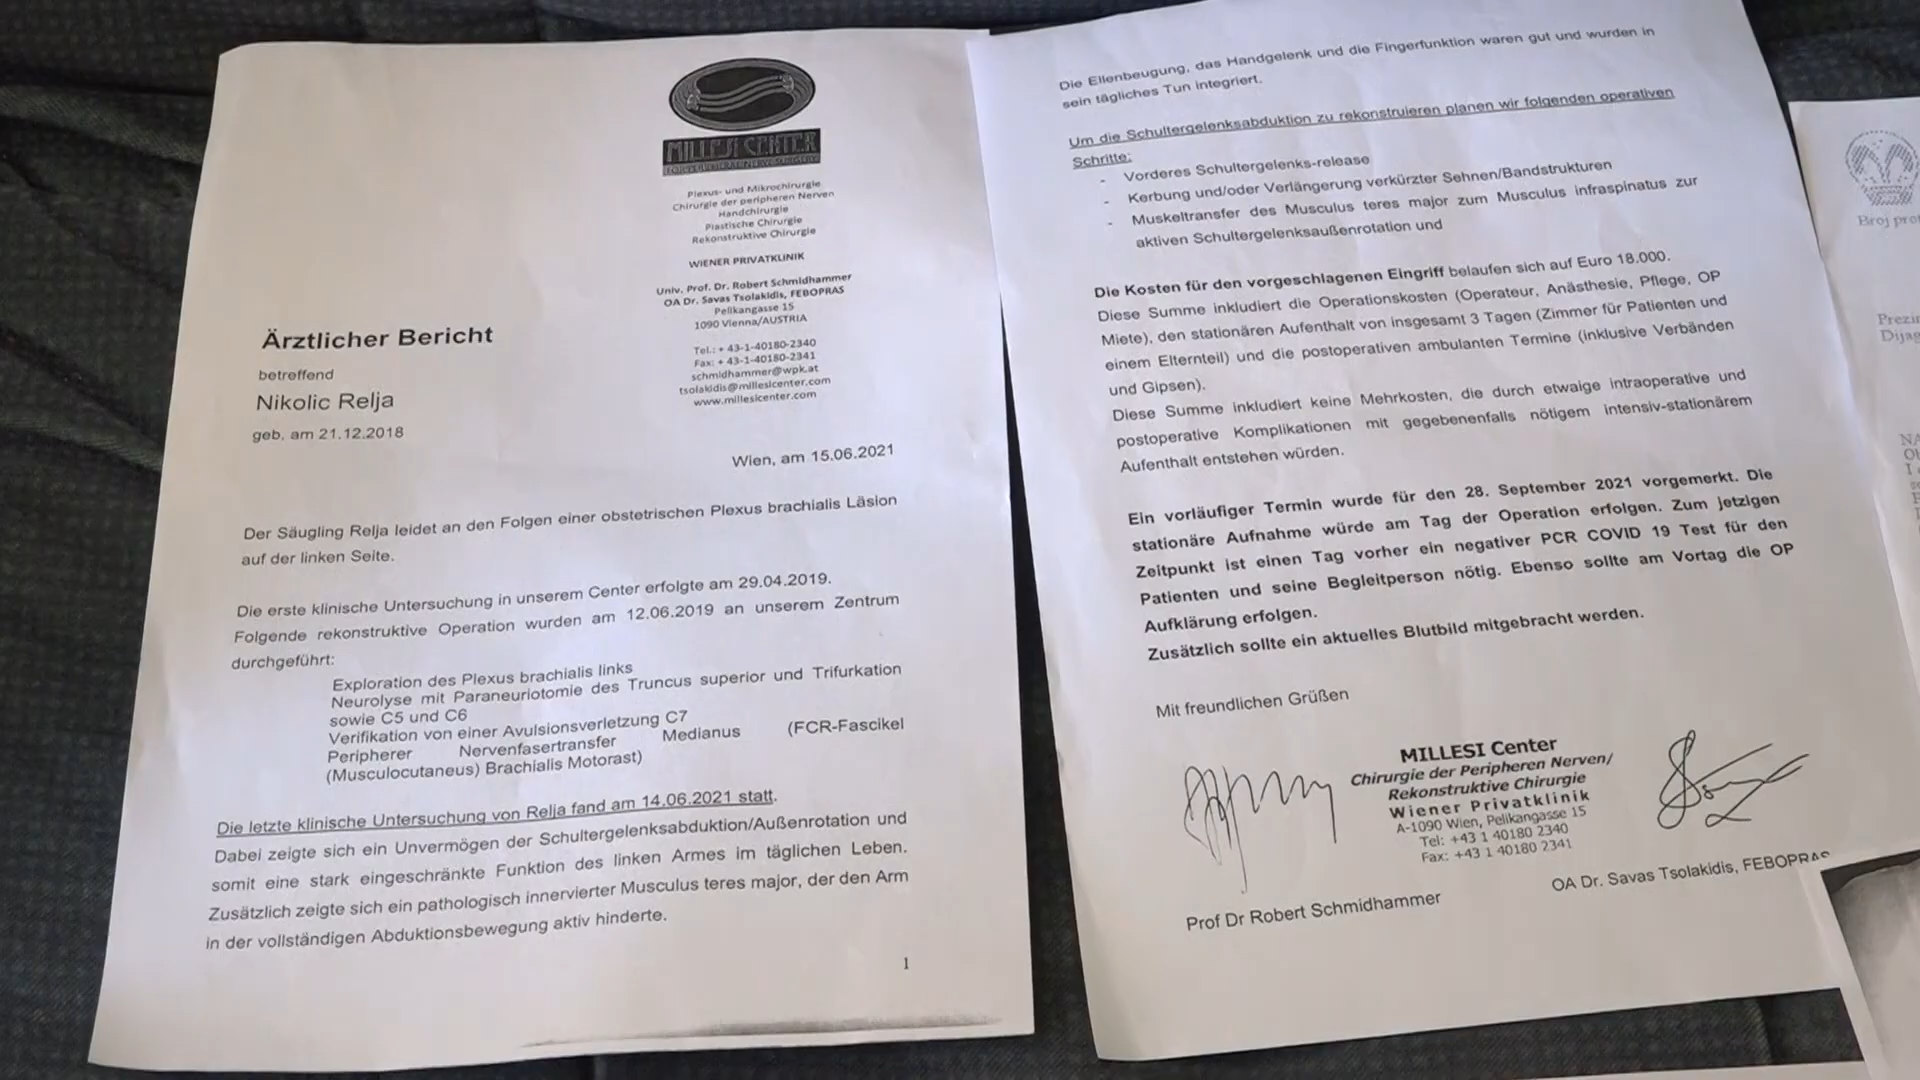 MILLESI CENTER
FOR PERIPHERAL NERVE SURGERY
Plexus- und Mikrochirurgie
Chirurgie der peripheren Nerven
Handchirurgie
Plastische Chirurgie
Rekonstruktive Chirurgie
WIENER PRIVATKLINIK
Univ. Prof. Dr. Robert Schmidhammer
OA Dr. Savas Tsolakidis, FEBOPRAS
Pelikangasse 15
1090 Vienna/AUSTRIA
Tel.: + 43-1-40180-2340
Fax: + 43-1-40180-2341
schmidhammer@wpk.at
tsolakidis@millesicenter.com
www.millesicenter.com
Ärztlicher Bericht
betreffend
Nikolic Relja
geb. am 21.12.2018
Wien, am 15.06.2021
Der Säugling Relja leidet an den Folgen einer obstetrischen Plexus brachialis Läsion
auf der linken Seite.
Die erste klinische Untersuchung in unserem Center erfolgte am 29.04.2019.
Folgende rekonstruktive Operation wurden am 12.06.2019 an unserem Zentrum
durchgeführt:
Exploration des Plexus brachialis links
Neurolyse mit Paraneuriotomie des Truncus superior und Trifurkation
sowie C5 und C6
Verifikation von einer Avulsionsverletzung C7
Peripherer Nervenfasertransfer Medianus (FCR-Fascikel
(Musculocutaneus) Brachialis Motorast)
Die letzte klinische Untersuchung von Relja fand am 14.06.2021 statt.
Dabei zeigte sich ein Unvermögen der Schultergelenksabduktion/Außenrotation und
somit eine stark eingeschränkte Funktion des linken Armes im täglichen Leben.
Zusätzlich zeigte sich ein pathologisch innervierter Musculus teres major, der den Arm
in der vollständigen Abduktionsbewegung aktiv hinderte.
1
Die Ellenbeugung, das Handgelenk und die Fingerfunktion waren gut und wurden in
sein tägliches Tun integriert.
Um die Schultergelenksabduktion zu rekonstruieren planen wir folgenden operativen
Schritte:
- Vorderes Schultergelenks-release
- Kerbung und/oder Verlängerung verkürzter Sehnen/Bandstrukturen
- Muskeltransfer des Musculus teres major zum Musculus infraspinatus zur
aktiven Schultergelenksaußenrotation und
Die Kosten für den vorgeschlagenen Eingriff belaufen sich auf Euro 18.000.
Diese Summe inkludiert die Operationskosten (Operateur, Anästhesie, Pflege, OP
Miete), den stationären Aufenthalt von insgesamt 3 Tagen (Zimmer für Patienten und
einem Elternteil) und die postoperativen ambulanten Termine (inklusive Verbänden
und Gipsen).
Diese Summe inkludiert keine Mehrkosten, die durch etwaige intraoperative und
postoperative Komplikationen mit gegebenenfalls nötigem intensiv-stationärem
Aufenthalt entstehen würden.
Ein vorläufiger Termin wurde für den 28. September 2021 vorgemerkt. Die
stationäre Aufnahme würde am Tag der Operation erfolgen. Zum jetzigen
Zeitpunkt ist einen Tag vorher ein negativer PCR COVID 19 Test für den
Patienten und seine Begleitperson nötig. Ebenso sollte am Vortag die OP
Aufklärung erfolgen.
Zusätzlich sollte ein aktuelles Blutbild mitgebracht werden.
Mit freundlichen Grüßen
MILLESI Center
Chirurgie der Peripheren Nerven/
Rekonstruktive Chirurgie
Wiener Privatklinik
A-1090 Wien, Pelikangasse 15
Tel: +43 1 40180 2340
Fax: +43 1 40180 2341
Prof Dr Robert Schmidhammer
OA Dr. Savas Tsolakidis, FEBOPRAS
Broj